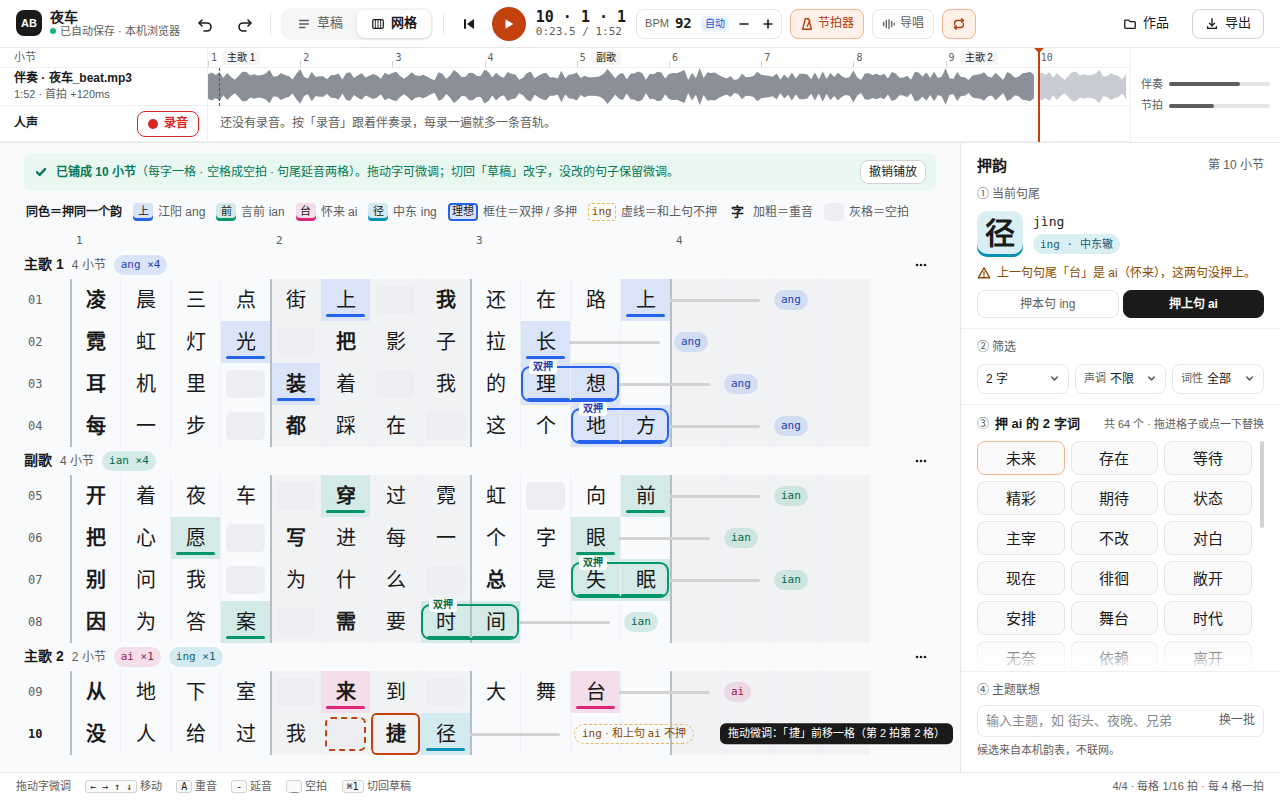 AB 夜车 已自动保存 · 本机浏览器 草稿 网格 10 · 1 · 1 0:23.5 / 1:52 BPM 92 自动 − + 节拍器 导唱 作品 导出
小节 1 主歌 1 2 3 4 5 副歌 6 7 8 9 主歌 2 10
伴奏 · 夜车_beat.mp3
1:52 · 首拍 +120ms
伴奏
节拍
人声 录音 还没有录音。按「录音」跟着伴奏录，每录一遍就多一条音轨。
已铺成 10 小节（每字一格 · 空格成空拍 · 句尾延音两格）。拖动字可微调；切回「草稿」改字，没改的句子保留微调。 撤销铺放
同色＝押同一个韵 上 江阳 ang 前 言前 ian 台 怀来 ai 径 中东 ing 理想 框住＝双押 / 多押 ing 虚线＝和上句不押 字 加粗＝重音 灰格＝空拍
1 2 3 4
主歌 1 4 小节 ang ×4 ···
01 凌 晨 三 点 街 上 我 还 在 路 上 ang
02 霓 虹 灯 光 把 影 子 拉 长 ang
双押
03 耳 机 里 装 着 我 的 理 想 ang
双押
04 每 一 步 都 踩 在 这 个 地 方 ang
副歌 4 小节 ian ×4 ···
05 开 着 夜 车 穿 过 霓 虹 向 前 ian
06 把 心 愿 写 进 每 一 个 字 眼 ian
双押
07 别 问 我 为 什 么 总 是 失 眠 ian
双押
08 因 为 答 案 需 要 时 间 ian
主歌 2 2 小节 ai ×1 ing ×1 ···
09 从 地 下 室 来 到 大 舞 台 ai
10 没 人 给 过 我 捷 径 ing · 和上句 ai 不押 拖动微调：「捷」前移一格（第 2 拍第 2 格）
押韵 第 10 小节
① 当前句尾
径 jìng
ing · 中东辙
上一句句尾「台」是 ai（怀来），这两句没押上。
押本句 ing 押上句 ai
② 筛选
2 字 声调 不限 词性 全部
③ 押 ai 的 2 字词 共 64 个 · 拖进格子或点一下替换
未来 存在 等待
精彩 期待 状态
主宰 不改 对白
现在 徘徊 敞开
安排 舞台 时代
无奈 依赖 离开
④ 主题联想
输入主题，如 街头、夜晚、兄弟 换一批
候选来自本机韵表，不联网。
拖动字微调 ← → ↑ ↓ 移动 A 重音 - 延音 _ 空拍 ⌘1 切回草稿 4/4 · 每格 1/16 拍 · 每 4 格一拍